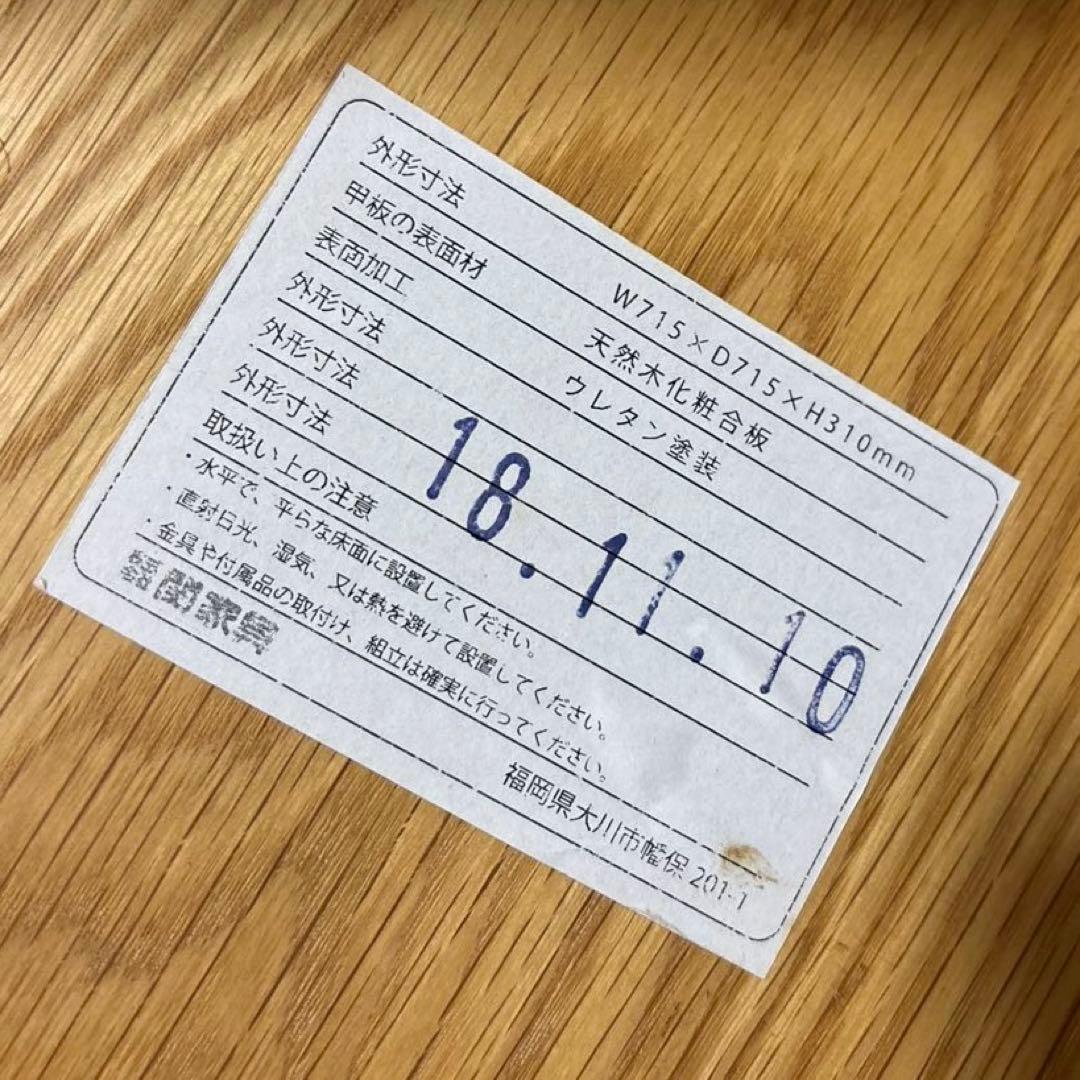 外形寸法 W715×D715×H310mm
甲板の表面材 天然木化粧合板
表面加工 ウレタン塗装
外形寸法
外形寸法
外形寸法
18.11.10
取扱い上の注意
・水平で、平らな床面に設置してください。
・直射日光、湿気、又は熱を避けて設置してください。
・金具や付属品の取付け、組立は確実に行ってください。
関家具
福岡県大川市幡保 201-1